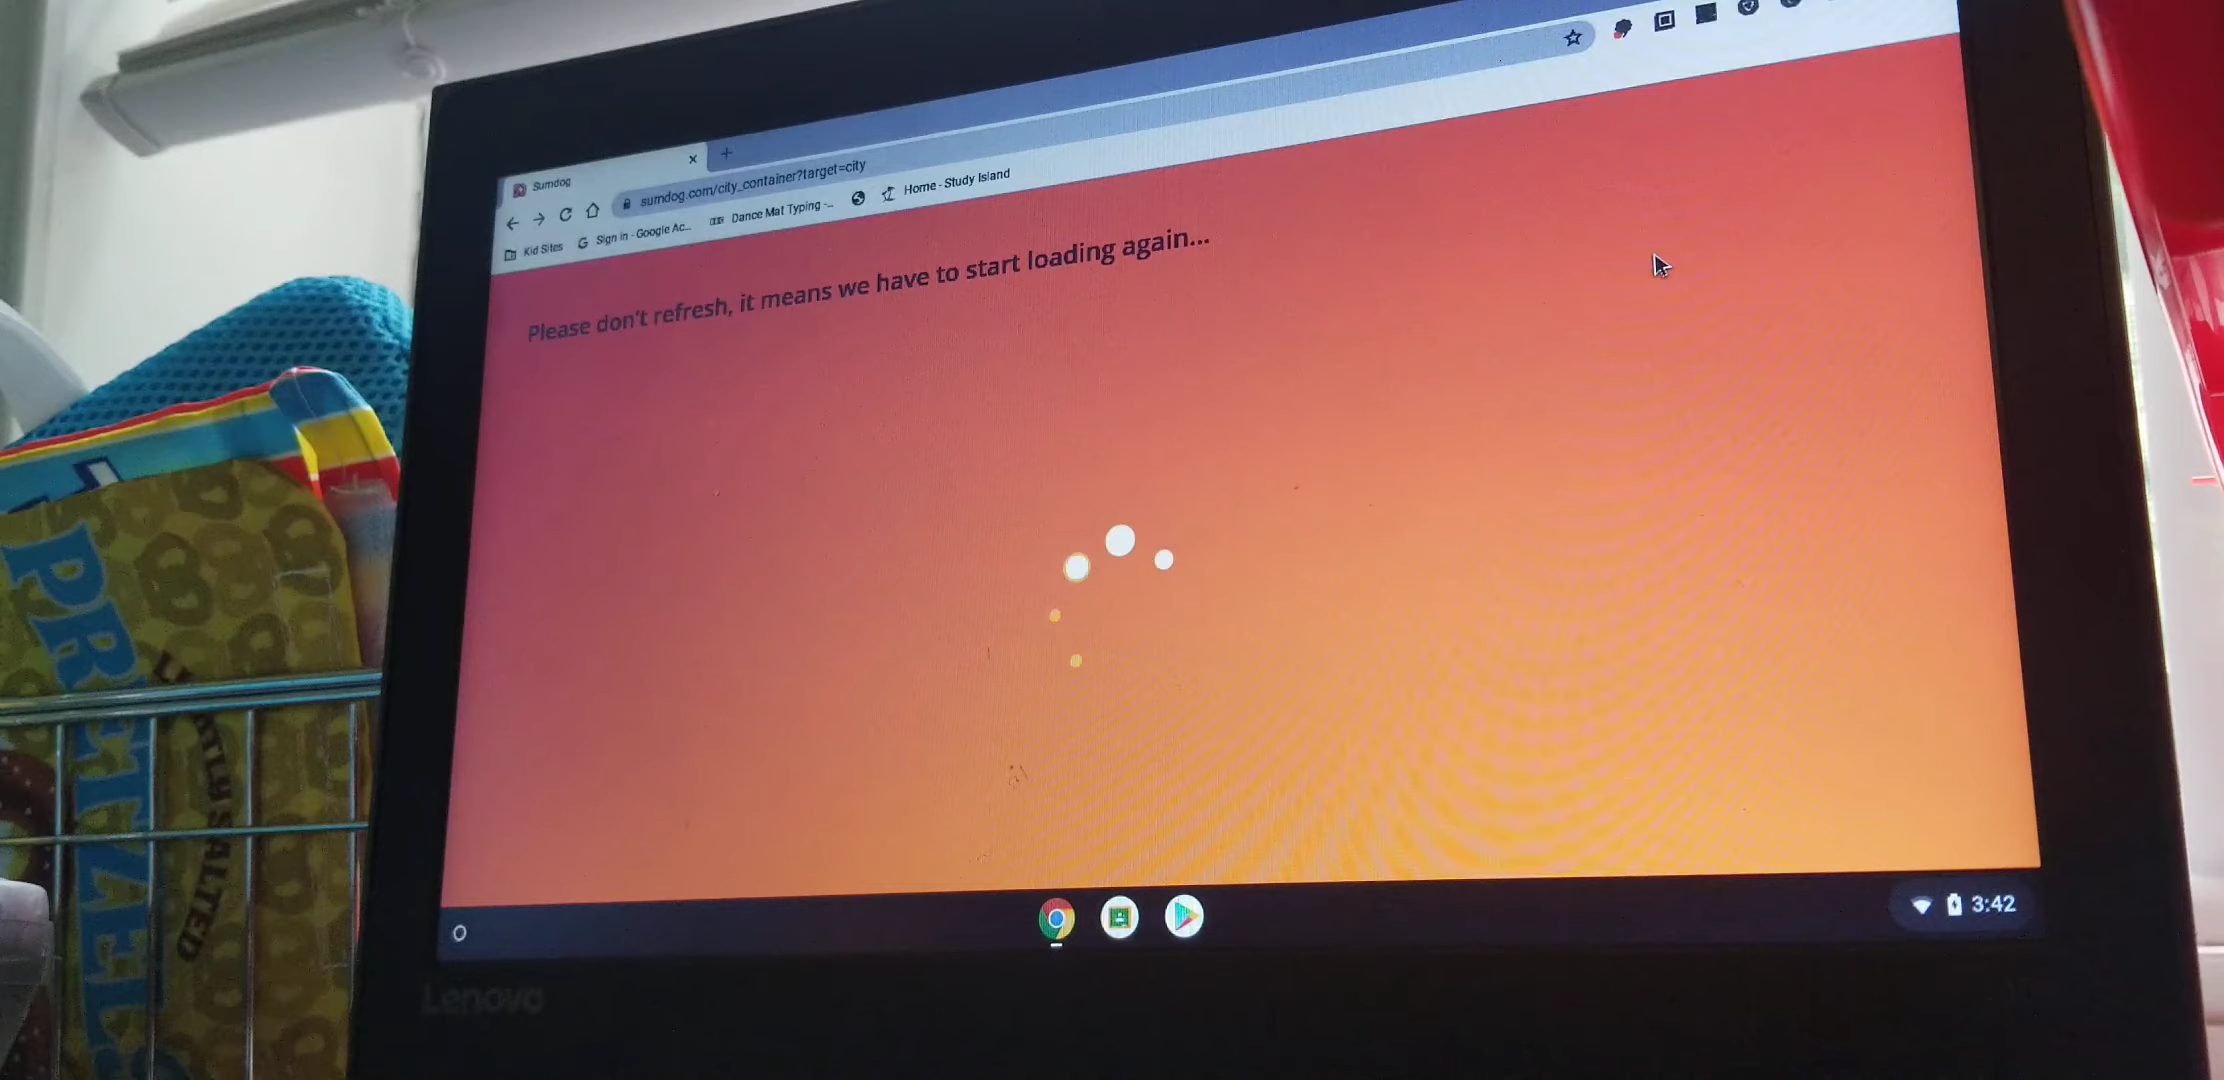 Sumdog
sumdog.com/city_container?target=city
Kid Sites
Sign in - Google Ac...
Dance Mat Typing -...
Home - Study Island
Please don't refresh, it means we have to start loading again...
3:42
Lenovo
PRETZELS
LIGHTLY SALTED